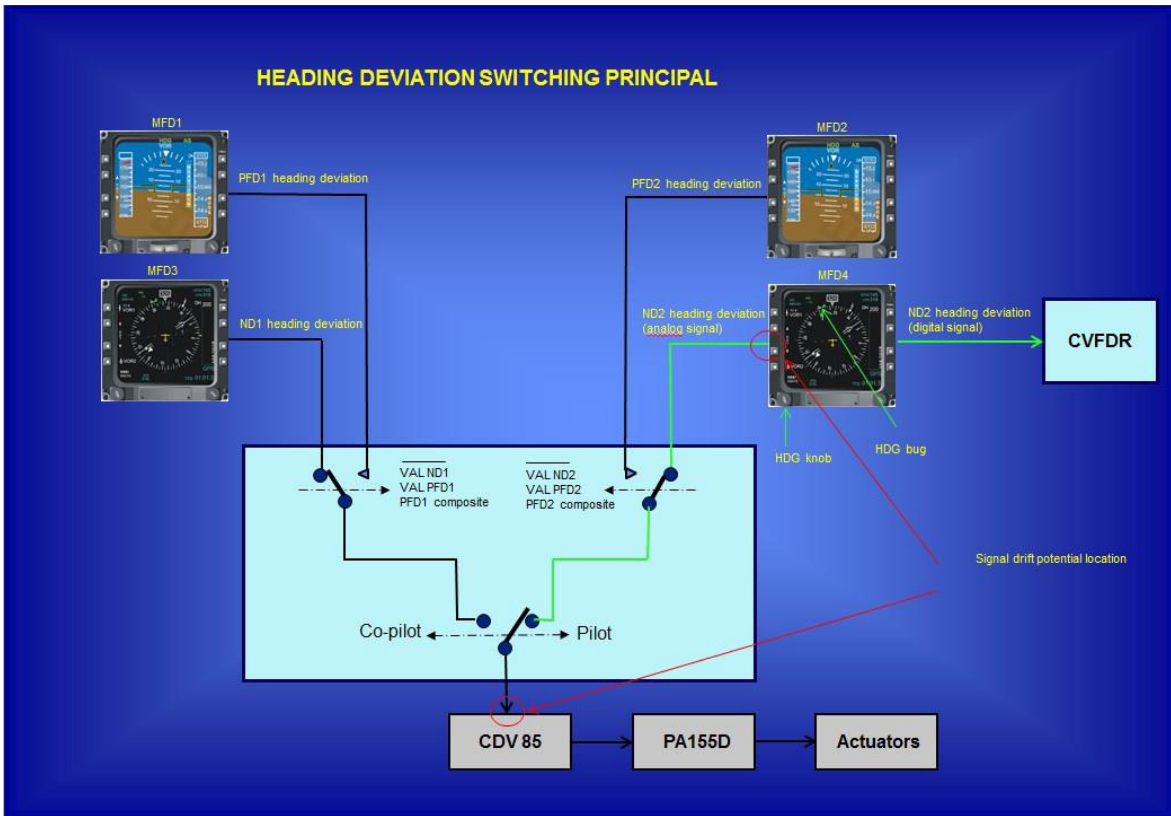 HEADING DEVIATION SWITCHING PRINCIPAL
MFD1
MFD2
PFD1 heading deviation
PFD2 heading deviation
MFD3
MFD4
ND1 heading deviation
ND2 heading deviation
(analog signal)
ND2 heading deviation
(digital signal)
CVFDR
HDG knob
HDG bug
VAL ND1
VAL PFD1
PFD1 composite
VAL ND2
VAL PFD2
PFD2 composite
Signal drift potential location
Co-pilot
Pilot
CDV 85
PA155D
Actuators